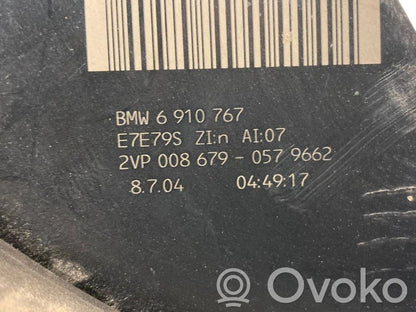 BMW 6 910 767
E7E79S ZI:n AI:07
2VP 008 679 - 057 9662
8.7.04 04:49:17
Ovoko